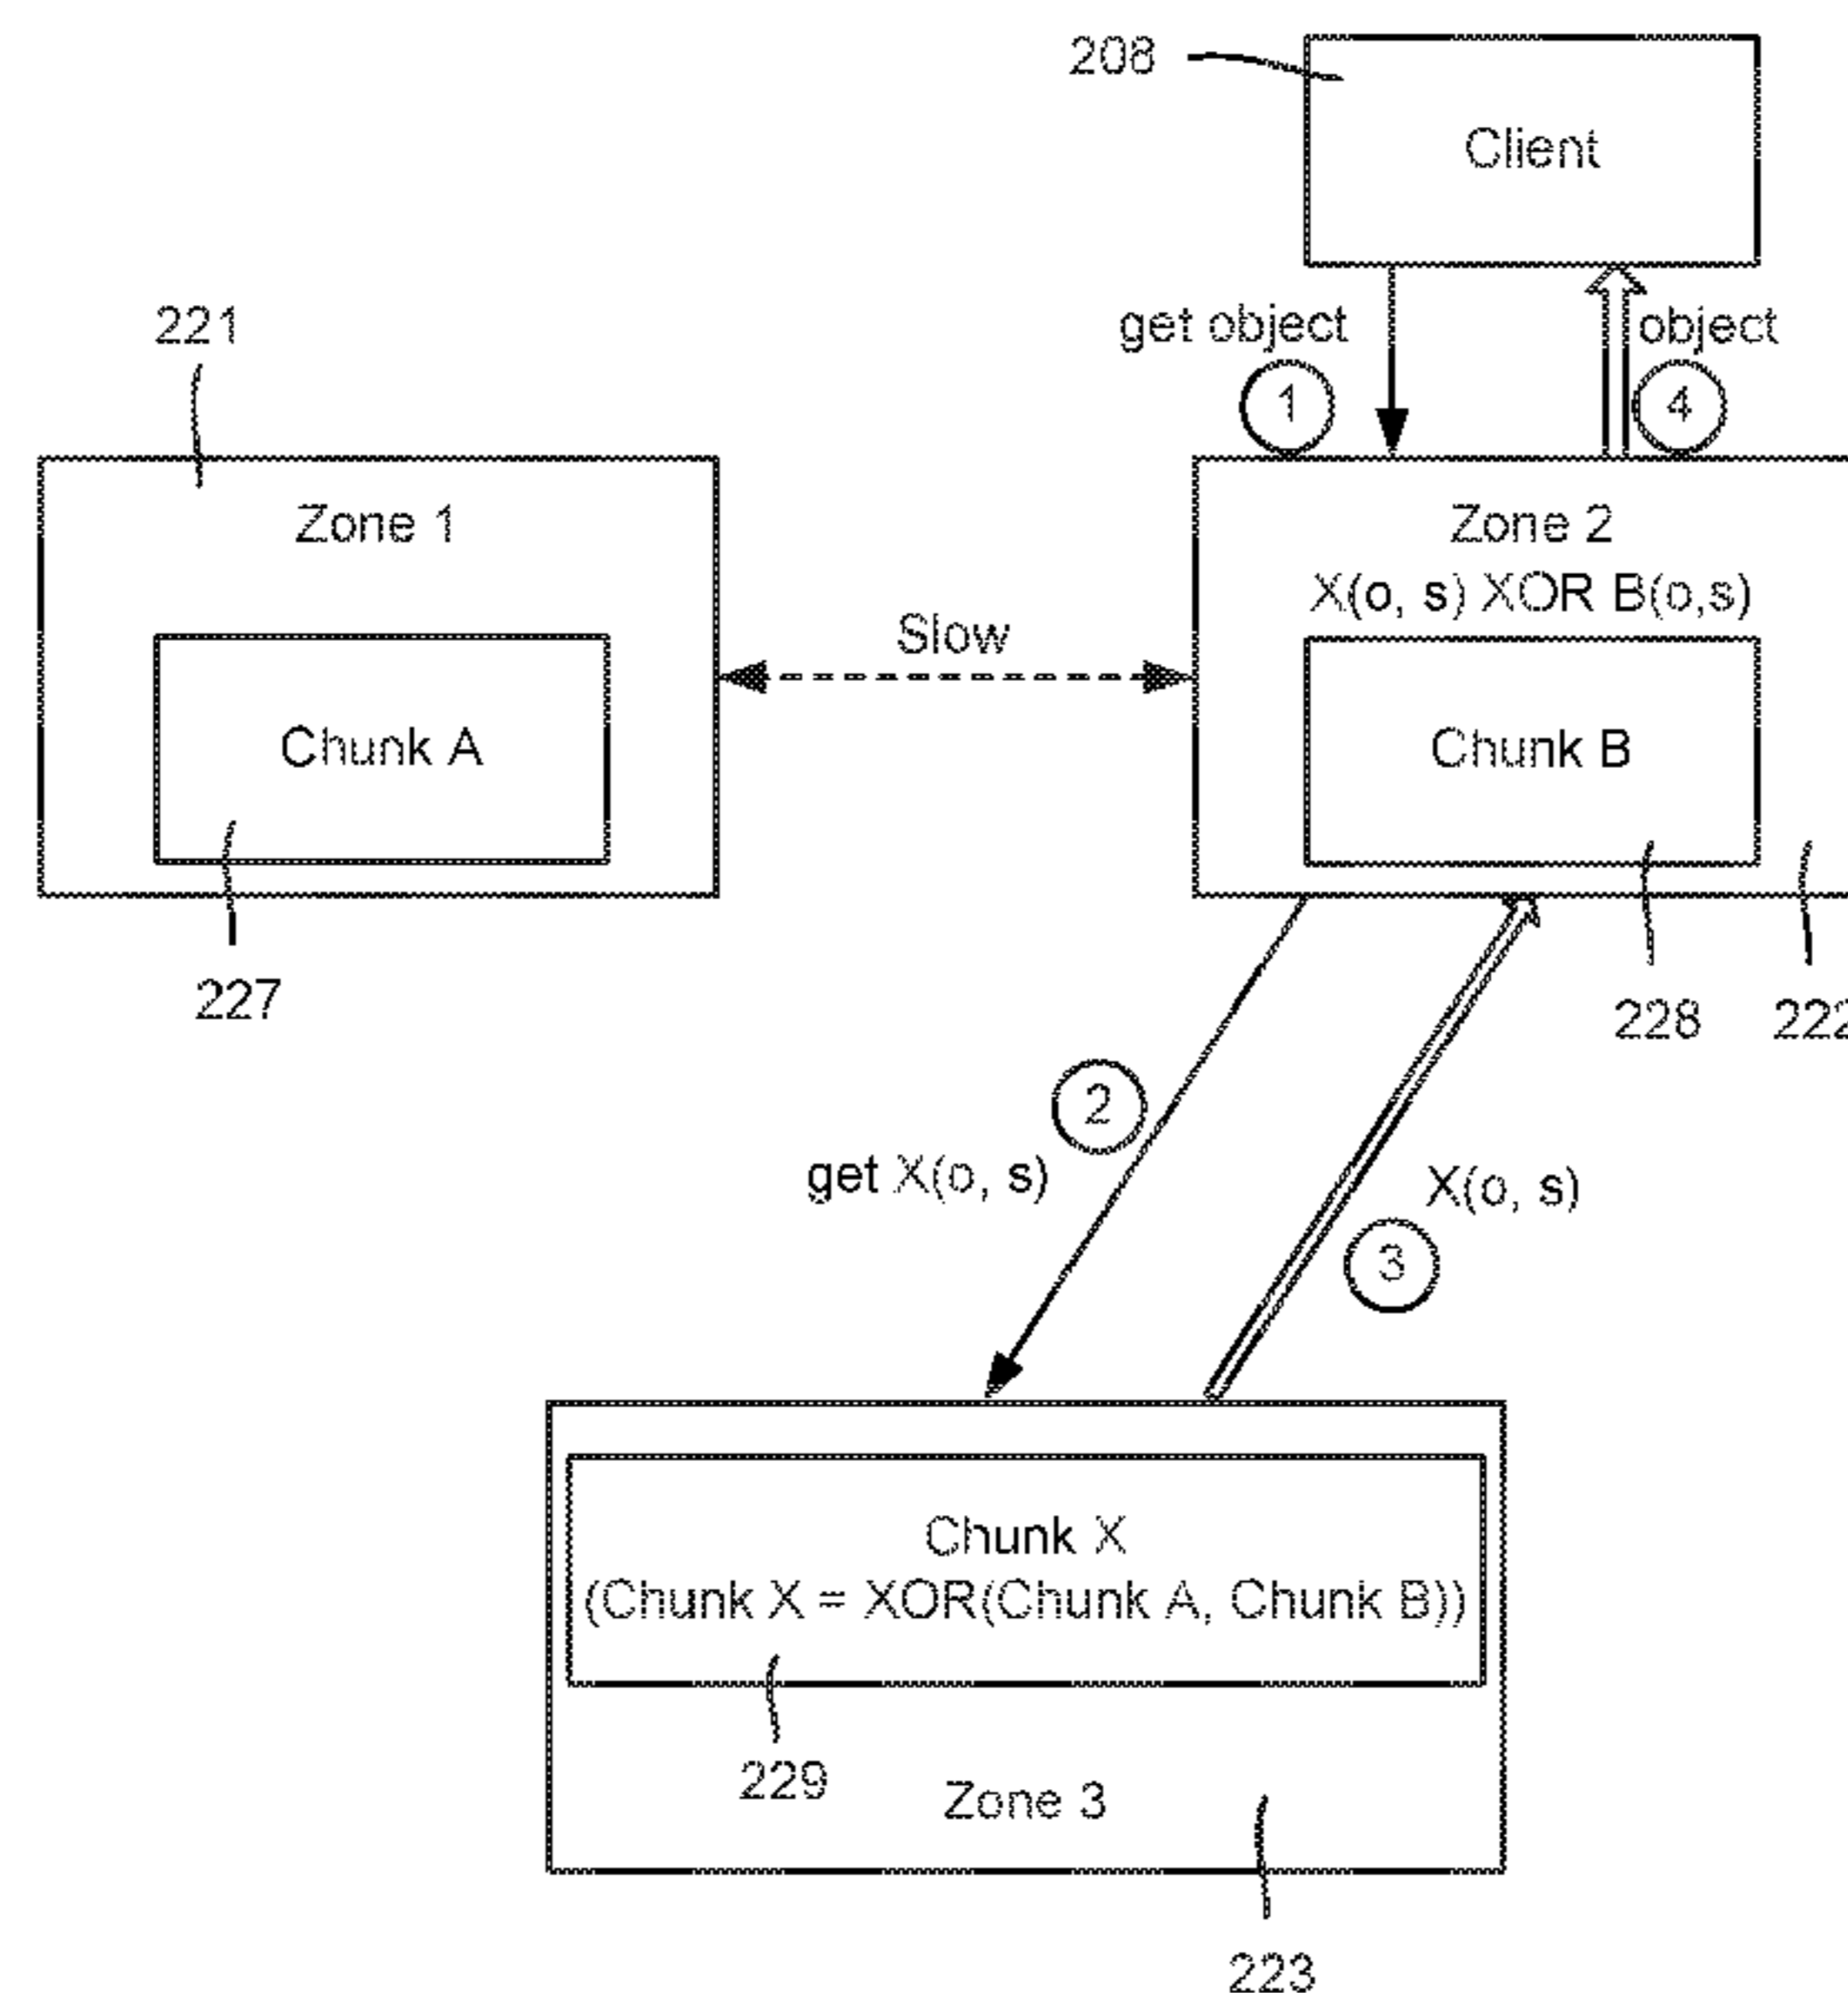 208
Client
221
get object
object
1
4
Zone 1
Zone 2
X(o, s) XOR B(o,s)
Slow
Chunk A
Chunk B
227
228
222
2
get X(o, s)
X(o, s)
3
Chunk X
(Chunk X = XOR(Chunk A, Chunk B))
229
Zone 3
223